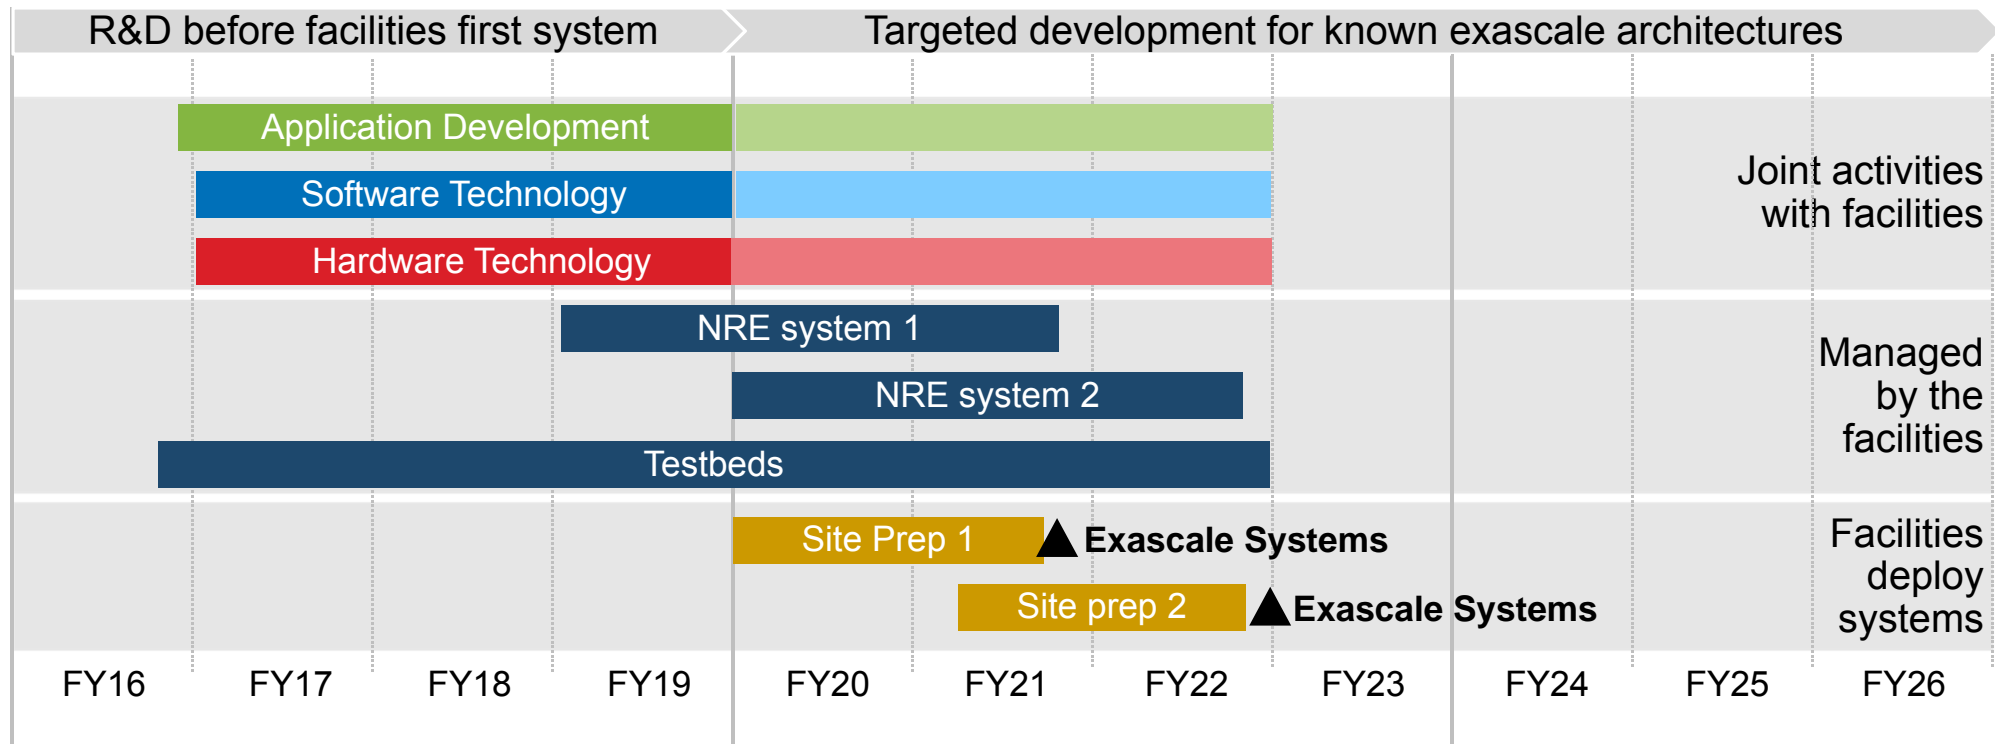 R&D before facilities first system
Targeted development for known exascale architectures
Application Development
Software Technology
Hardware Technology
Joint activities
with facilities
NRE system 1
NRE system 2
Testbeds
Managed
by the
facilities
Site Prep 1
Exascale Systems
Site prep 2
Exascale Systems
Facilities
deploy
systems
FY16
FY17
FY18
FY19
FY20
FY21
FY22
FY23
FY24
FY25
FY26